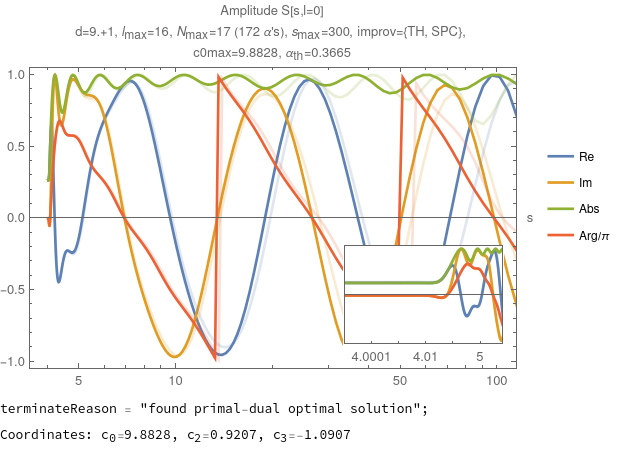 Amplitude S[s,l=0]
d=9.+1, lmax=16, Nmax=17 (172 α's), smax=300, improv={TH, SPC},
c0max=9.8828, αth=0.3665
1.0
0.5
0.0
-0.5
-1.0
5
10
50
100
s
4.0001
4.01
5
Re
Im
Abs
Arg/π
terminateReason = "found primal-dual optimal solution";
Coordinates: c0=9.8828, c2=0.9207, c3=-1.0907